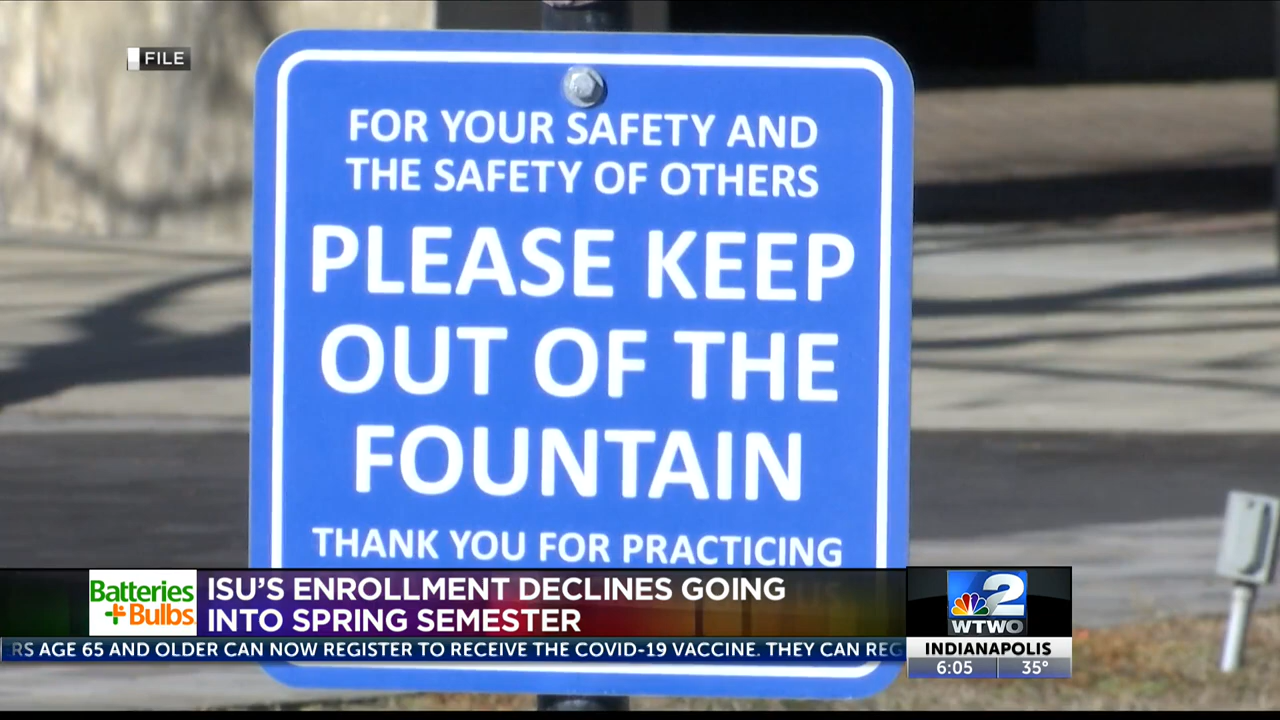 FILE
FOR YOUR SAFETY AND
THE SAFETY OF OTHERS
PLEASE KEEP
OUT OF THE
FOUNTAIN
THANK YOU FOR PRACTICING
Batteries
+Bulbs
ISU'S ENROLLMENT DECLINES GOING
INTO SPRING SEMESTER
2
WTWO
RS AGE 65 AND OLDER CAN NOW REGISTER TO RECEIVE THE COVID-19 VACCINE. THEY CAN REG
INDIANAPOLIS
6:05 35°